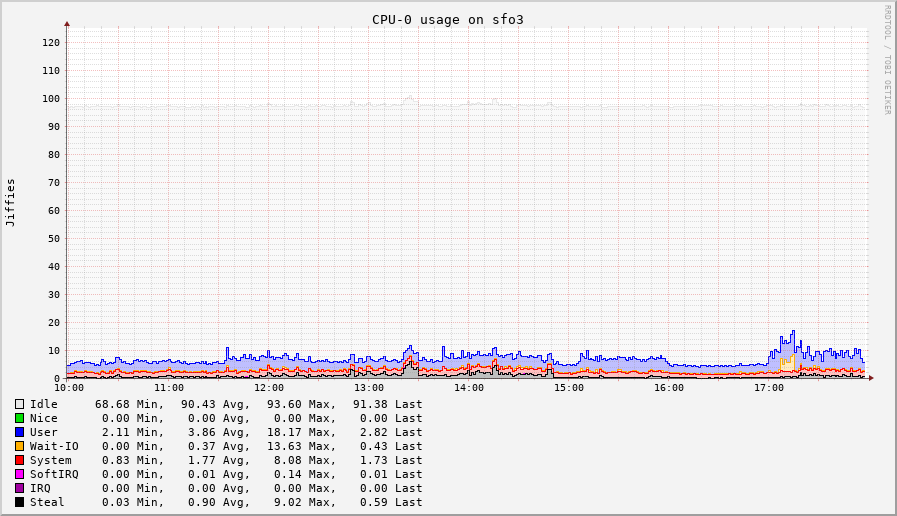 CPU-0 usage on sfo3
RRDTOOL / TOBI OETIKER
Jiffies
120
110
100
90
80
70
60
50
40
30
20
10
0
10:00 11:00 12:00 13:00 14:00 15:00 16:00 17:00
Idle 68.68 Min, 90.43 Avg, 93.60 Max, 91.38 Last
Nice 0.00 Min, 0.00 Avg, 0.00 Max, 0.00 Last
User 2.11 Min, 3.86 Avg, 18.17 Max, 2.82 Last
Wait-IO 0.00 Min, 0.37 Avg, 13.63 Max, 0.43 Last
System 0.83 Min, 1.77 Avg, 8.08 Max, 1.73 Last
SoftIRQ 0.00 Min, 0.01 Avg, 0.14 Max, 0.01 Last
IRQ 0.00 Min, 0.00 Avg, 0.00 Max, 0.00 Last
Steal 0.03 Min, 0.90 Avg, 9.02 Max, 0.59 Last